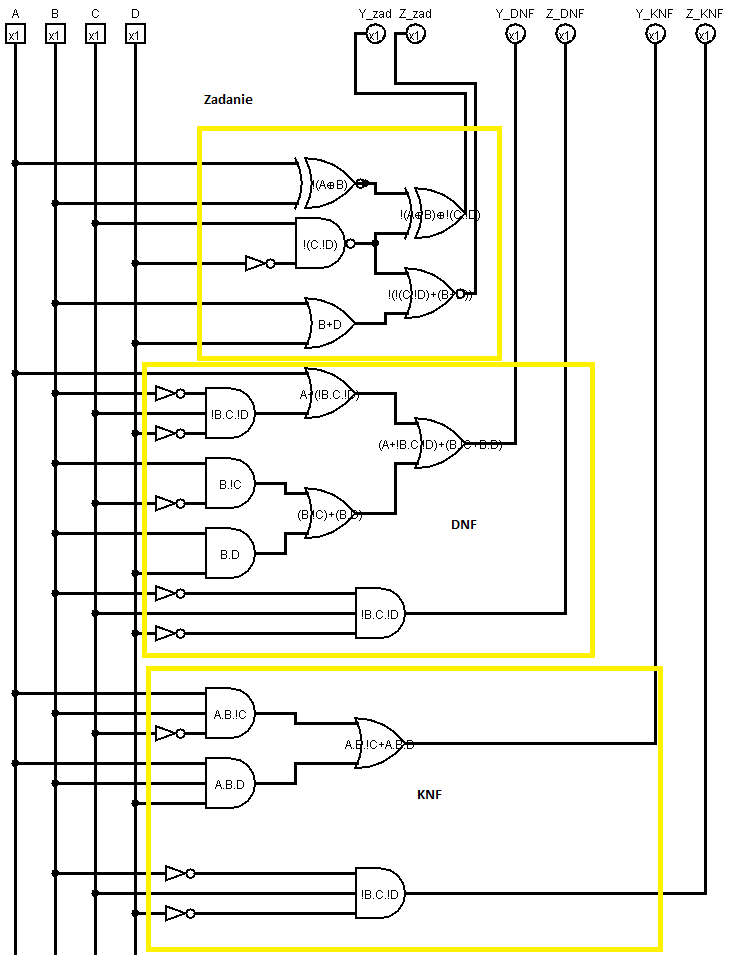 A B C D Y_zad Z_zad Y_DNF Z_DNF Y_KNF Z_KNF
x1 x1 x1 x1 x1 x1 x1 x1 x1 x1
Zadanie
!(A⊕B)
!(A⊕B)⊕!(C.!D)
!(C.!D)
!(!(C.!D)+(B+D))
B+D
A+(!B.C.!D)
!B.C.!D
(A+!B.C.!D)+(B.!C+B.D)
B.!C
(B.!C)+(B.D)
DNF
B.D
!B.C.!D
A.B.!C
A.B.!C+A.B.D
A.B.D
KNF
!B.C.!D